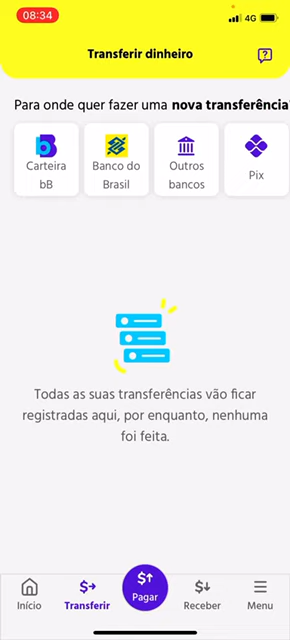 08:34
4G
Transferir dinheiro
Para onde quer fazer uma nova transferência
Carteira
bB
Banco do
Brasil
Outros
bancos
Pix
Todas as suas transferências vão ficar
registradas aqui, por enquanto, nenhuma
foi feita.
Início
Transferir
Pagar
Receber
Menu